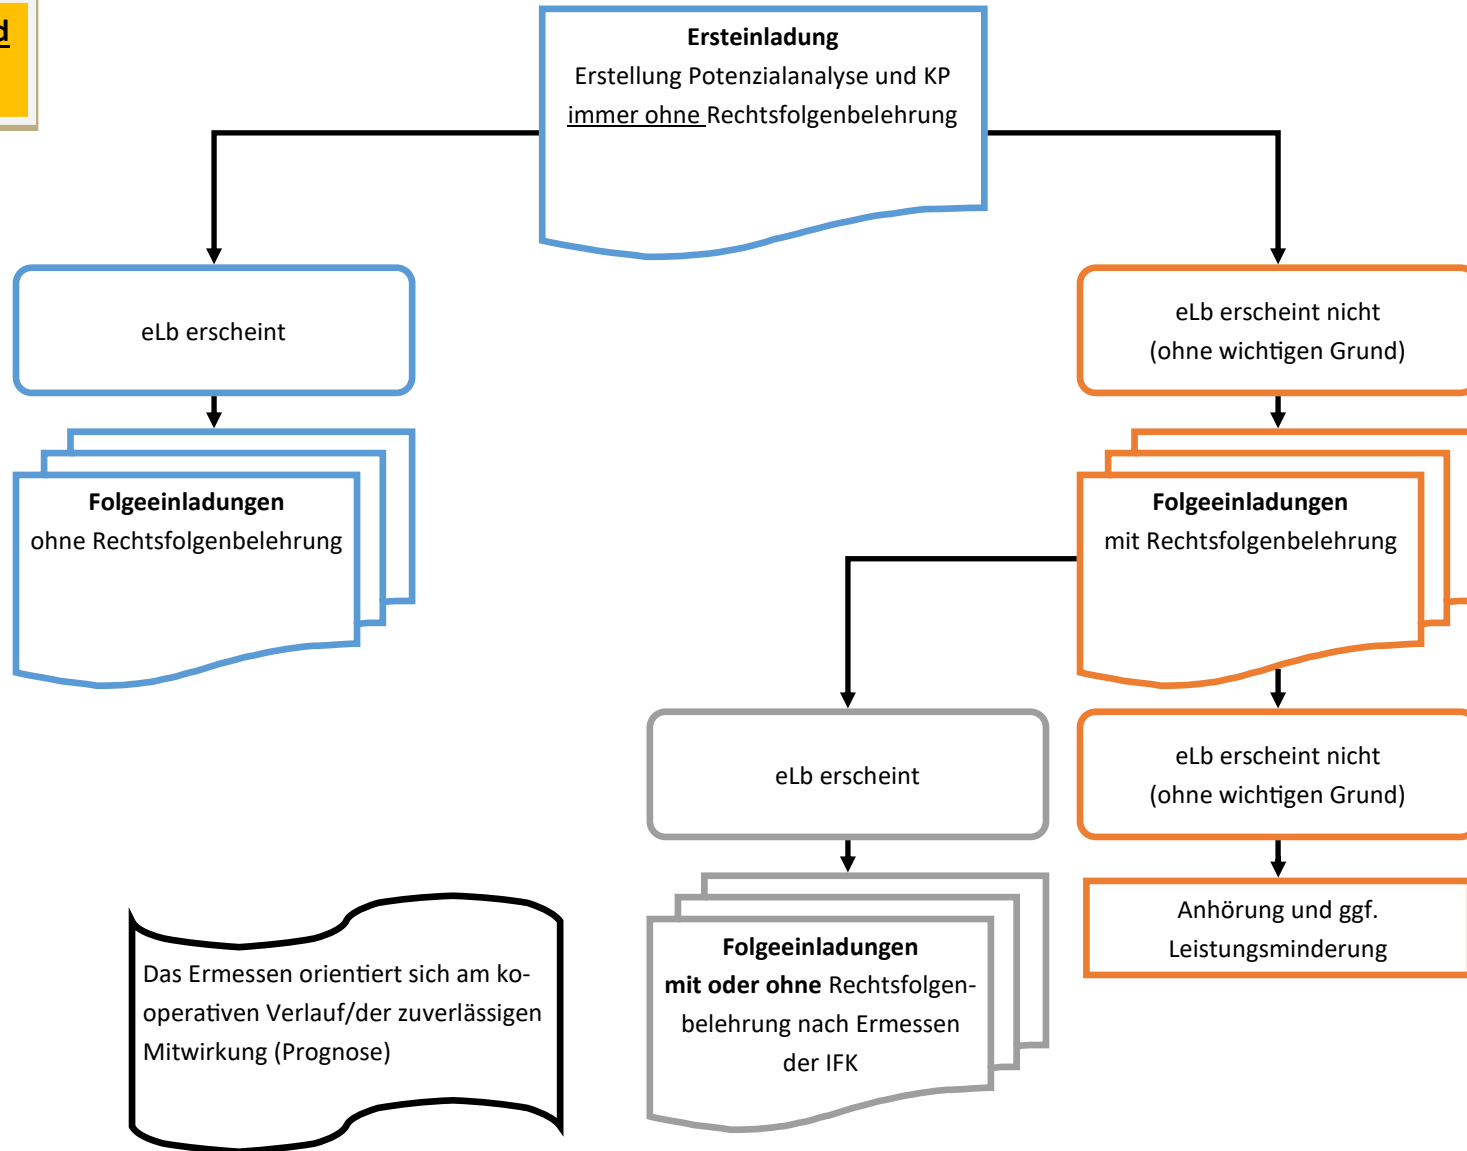 Ersteinladung
Erstellung Potenzialanalyse und KP
immer ohne Rechtsfolgenbelehrung
eLb erscheint
eLb erscheint nicht
(ohne wichtigen Grund)
Folgeeinladungen
ohne Rechtsfolgenbelehrung
Folgeeinladungen
mit Rechtsfolgenbelehrung
eLb erscheint
eLb erscheint nicht
(ohne wichtigen Grund)
Folgeeinladungen
mit oder ohne Rechtsfolgen-
belehrung nach Ermessen
der IFK
Anhörung und ggf.
Leistungsminderung
Das Ermessen orientiert sich am ko-
operativen Verlauf/der zuverlässigen
Mitwirkung (Prognose)